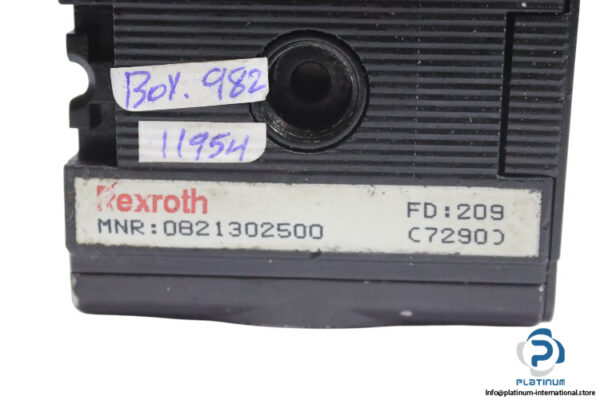 Box. 982
11954
Rexroth
FD:209
MNR:0821302500
(7290)
PLATINUM
Info@platinum-international.store